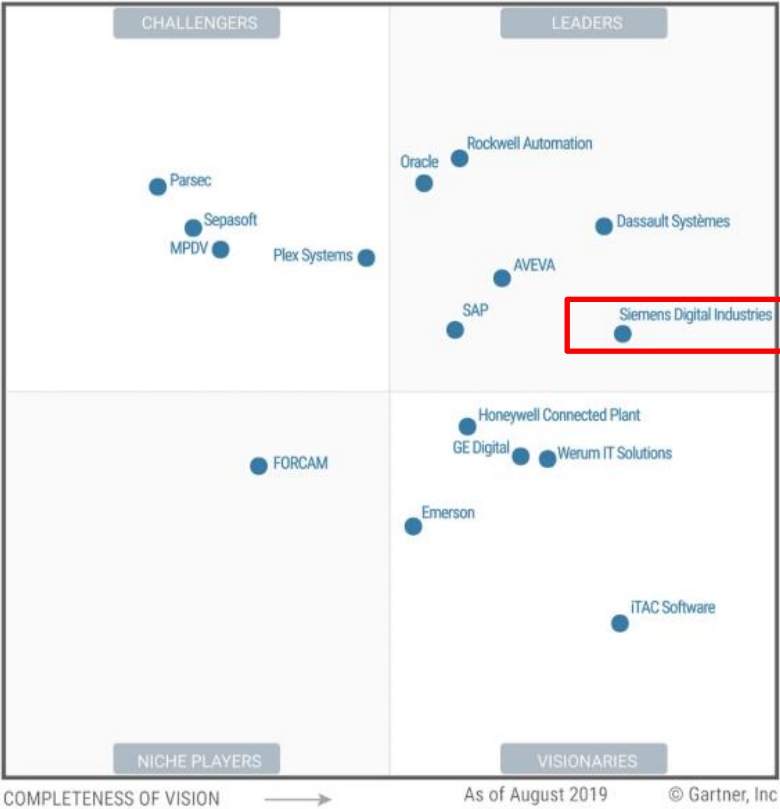 CHALLENGERS
LEADERS
Rockwell Automation
Oracle
Parsec
Sepasoft
Dassault Systèmes
MPDV
Plex Systems
AVEVA
SAP
Siemens Digital Industries
Honeywell Connected Plant
GE Digital
Werum IT Solutions
FORCAM
Emerson
iTAC Software
NICHE PLAYERS
VISIONARIES
COMPLETENESS OF VISION
As of August 2019
© Gartner, Inc